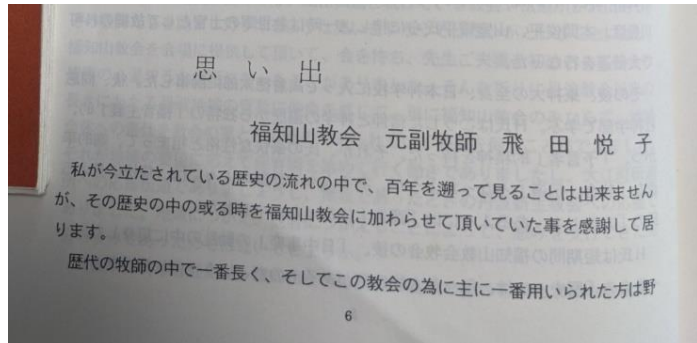 思い出
福知山教会　元副牧師　飛田悦子
私が今立たされている歴史の流れの中で、百年を遡って見ることは出来ません
が、その歴史の中の或る時を福知山教会に加わらせて頂いていた事を感謝して居
ります。
歴代の牧師の中で一番長く、そしてこの教会の為に主に一番用いられた方は野
6